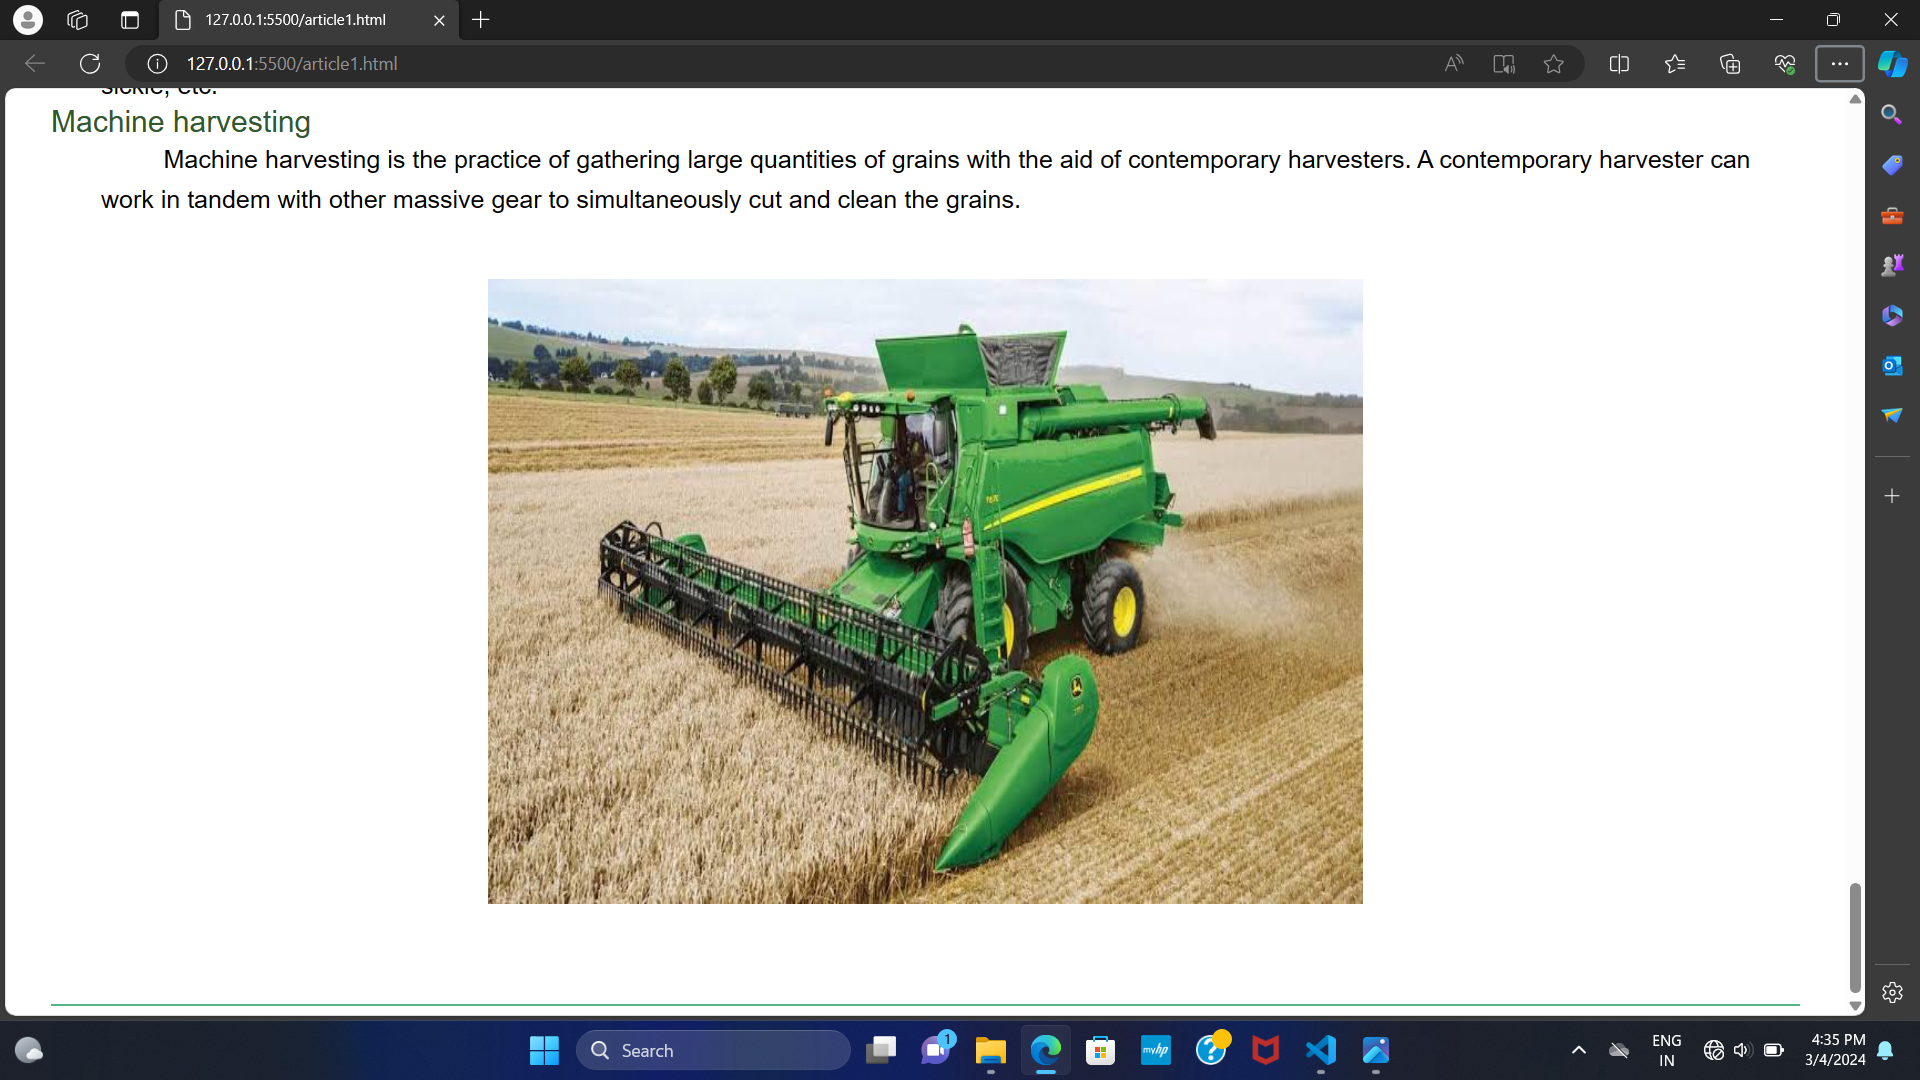 127.0.0.1:5500/article1.html
127.0.0.1:5500/article1.html
sickle, etc.
Machine harvesting
Machine harvesting is the practice of gathering large quantities of grains with the aid of contemporary harvesters. A contemporary harvester can
work in tandem with other massive gear to simultaneously cut and clean the grains.
Search
1
myhp
ENG
IN
4:35 PM
3/4/2024